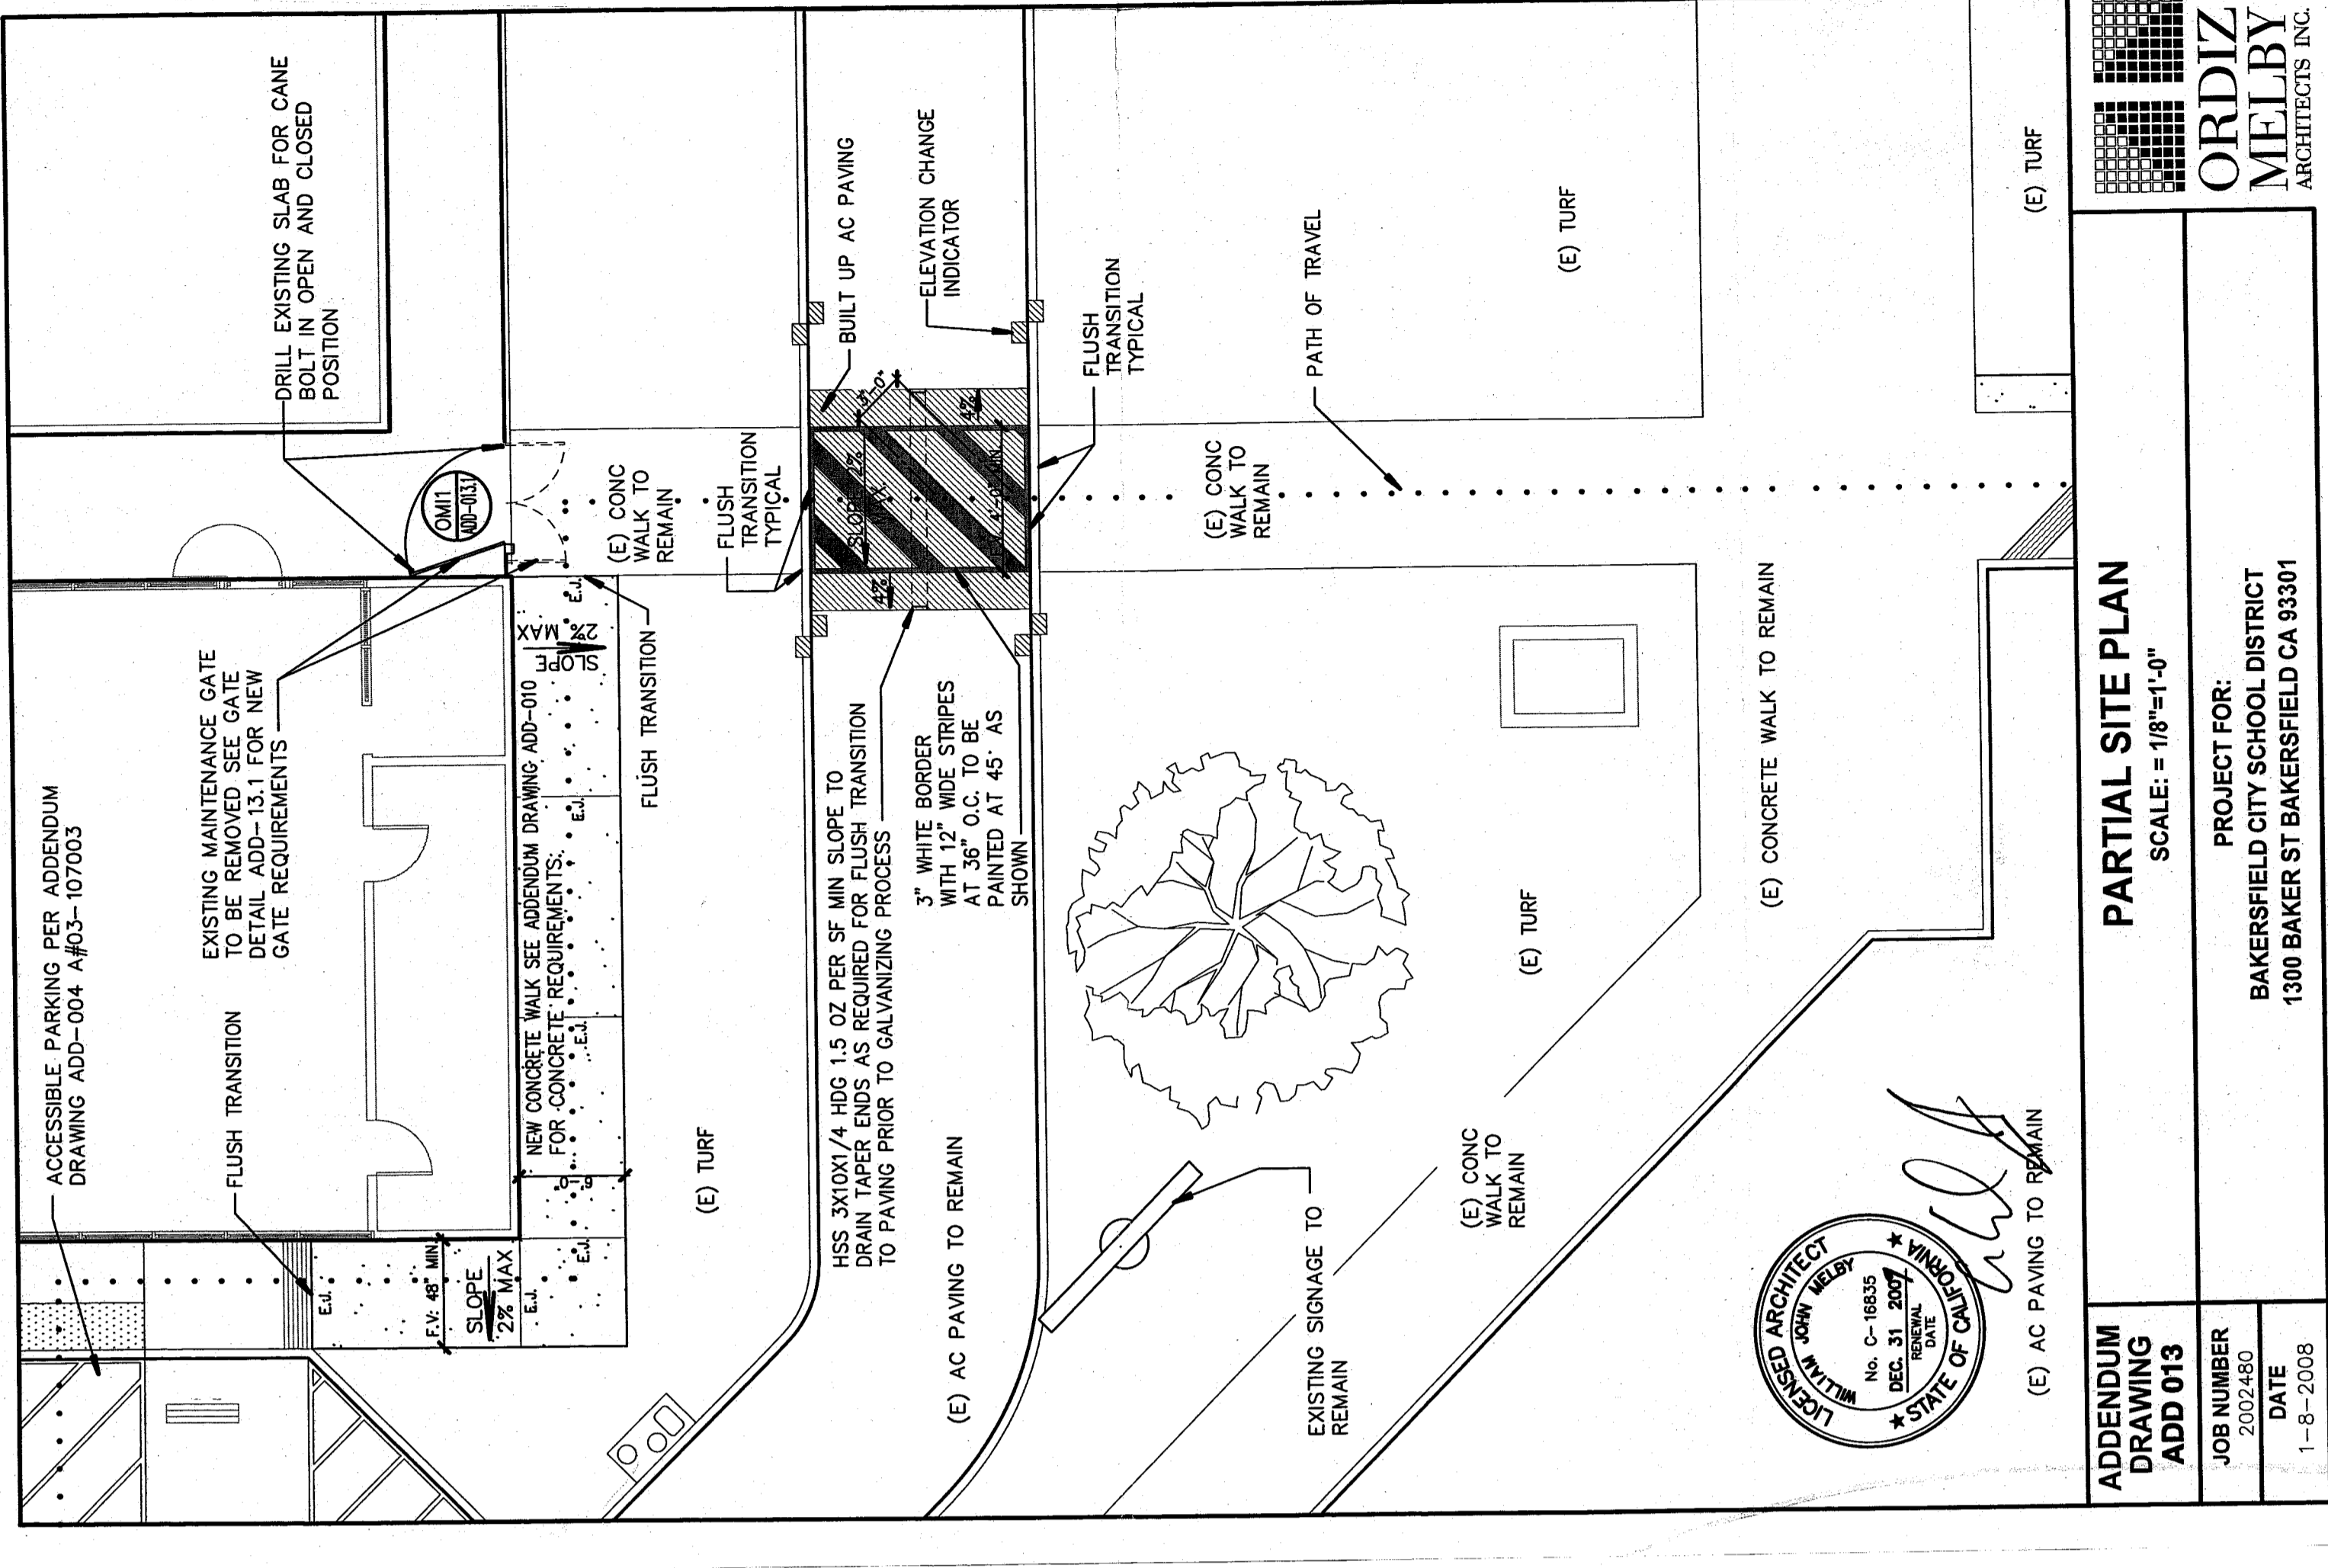 ACCESSIBLE PARKING PER ADDENDUM
DRAWING ADD-004 A#03-107003
FLUSH TRANSITION
EXISTING MAINTENANCE GATE
TO BE REMOVED SEE GATE
DETAIL ADD-13.1 FOR NEW
GATE REQUIREMENTS
DRILL EXISTING SLAB FOR CANE
BOLT IN OPEN AND CLOSED
POSITION
OMI1
ADD-013.1
E.J.
F.V. 48" MIN.
SLOPE
2% MAX
E.J.
E.J.
NEW CONCRETE WALK SEE ADDENDUM DRAWING ADD-010
FOR CONCRETE REQUIREMENTS.
E.J.
E.J.
E.J.
SLOPE
2% MAX
FLUSH TRANSITION
(E) CONC
WALK TO
REMAIN
FLUSH
TRANSITION
TYPICAL
(E) TURF
HSS 3X10X1/4 HDG 1.5 OZ PER SF MIN SLOPE TO
DRAIN TAPER ENDS AS REQUIRED FOR FLUSH TRANSITION
TO PAVING PRIOR TO GALVANIZING PROCESS
3" WHITE BORDER
WITH 12" WIDE STRIPES
AT 36" O.C. TO BE
PAINTED AT 45° AS
SHOWN
4%
SLOPE 2%
MAX.
3'-0"
4%
BUILT UP AC PAVING
ELEVATION CHANGE
INDICATOR
FLUSH
TRANSITION
TYPICAL
(E) AC PAVING TO REMAIN
(E) CONC
WALK TO
REMAIN
PATH OF TRAVEL
(E) TURF
EXISTING SIGNAGE TO
REMAIN
(E) CONC
WALK TO
REMAIN
(E) TURF
(E) CONCRETE WALK TO REMAIN
(E) TURF
(E) AC PAVING TO REMAIN
LICENSED ARCHITECT
WILLIAM JOHN MELBY
No. C-16835
DEC. 31 2009
RENEWAL
DATE
★ STATE OF CALIFORNIA ★
ADDENDUM
DRAWING
ADD 013
PARTIAL SITE PLAN
SCALE: = 1/8"=1'-0"
JOB NUMBER
2002480
DATE
1-8-2008
PROJECT FOR:
BAKERSFIELD CITY SCHOOL DISTRICT
1300 BAKER ST BAKERSFIELD CA 93301
ORDIZ
MELBY
ARCHITECTS INC.